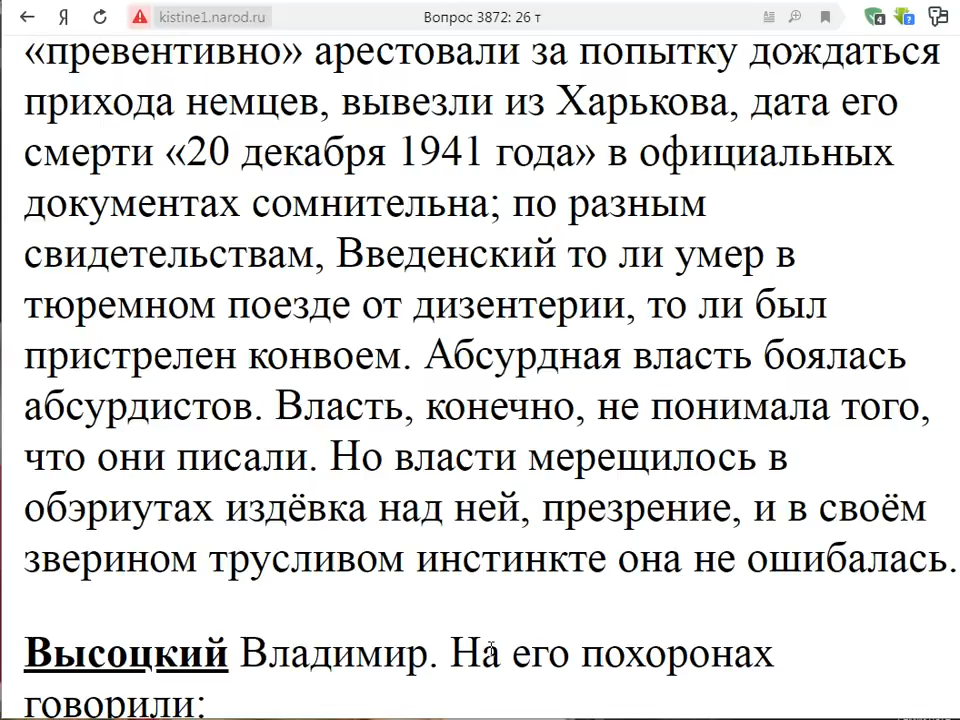 Я
kistine1.narod.ru
Вопрос 3872: 26 т
4
?
«превентивно» арестовали за попытку дождаться
прихода немцев, вывезли из Харькова, дата его
смерти «20 декабря 1941 года» в официальных
документах сомнительна; по разным
свидетельствам, Введенский то ли умер в
тюремном поезде от дизентерии, то ли был
пристрелен конвоем. Абсурдная власть боялась
абсурдистов. Власть, конечно, не понимала того,
что они писали. Но власти мерещилось в
обэриутах издёвка над ней, презрение, и в своём
зверином трусливом инстинкте она не ошибалась.
Высоцкий Владимир. На его похоронах
говорили: